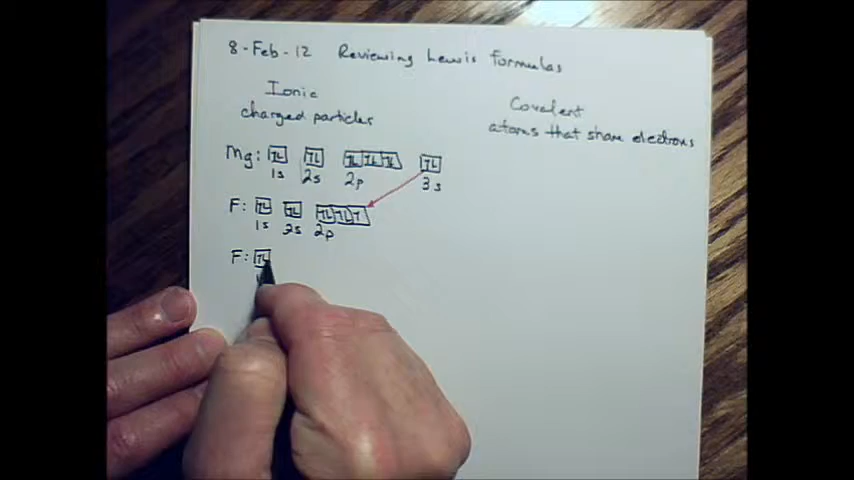 8-Feb-12 Reviewing Lewis Formulas
Ionic
charged particles
Covalent
atoms that share electrons
Mg:
1s 2s 2p 3s
F:
1s 2s 2p
F: